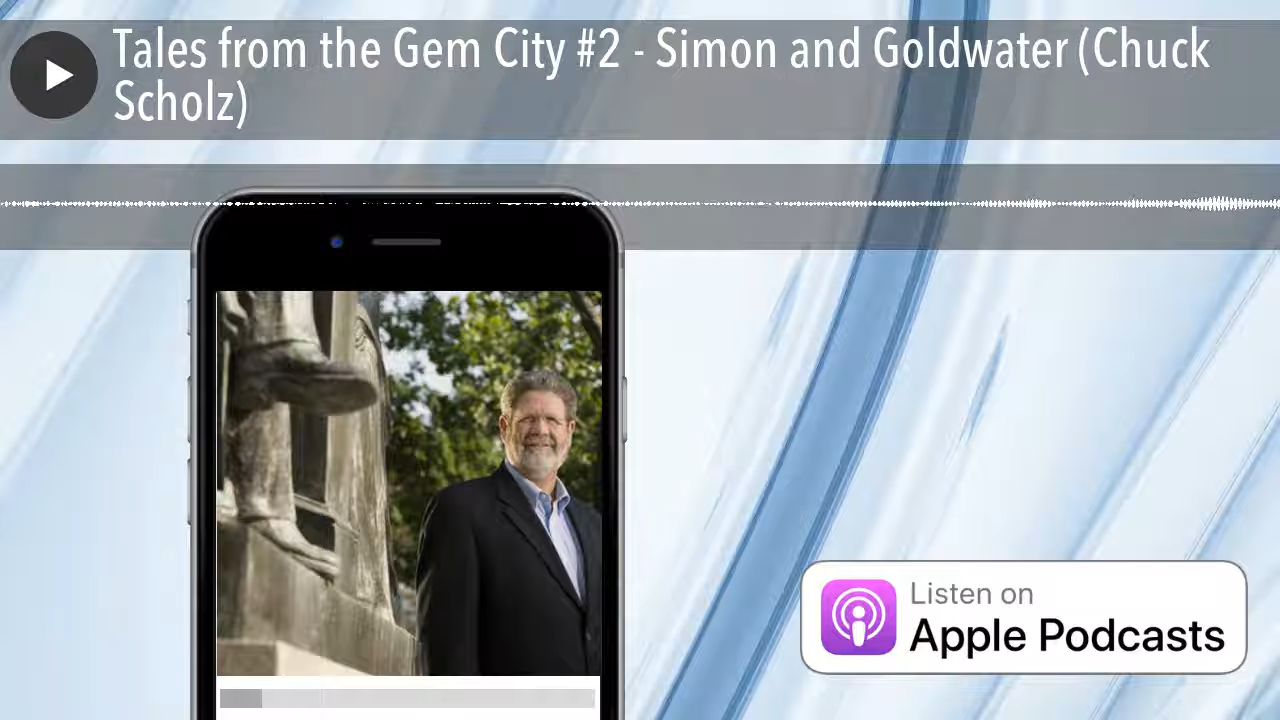 Tales from the Gem City #2 - Simon and Goldwater (Chuck
Scholz)
Listen on
Apple Podcasts